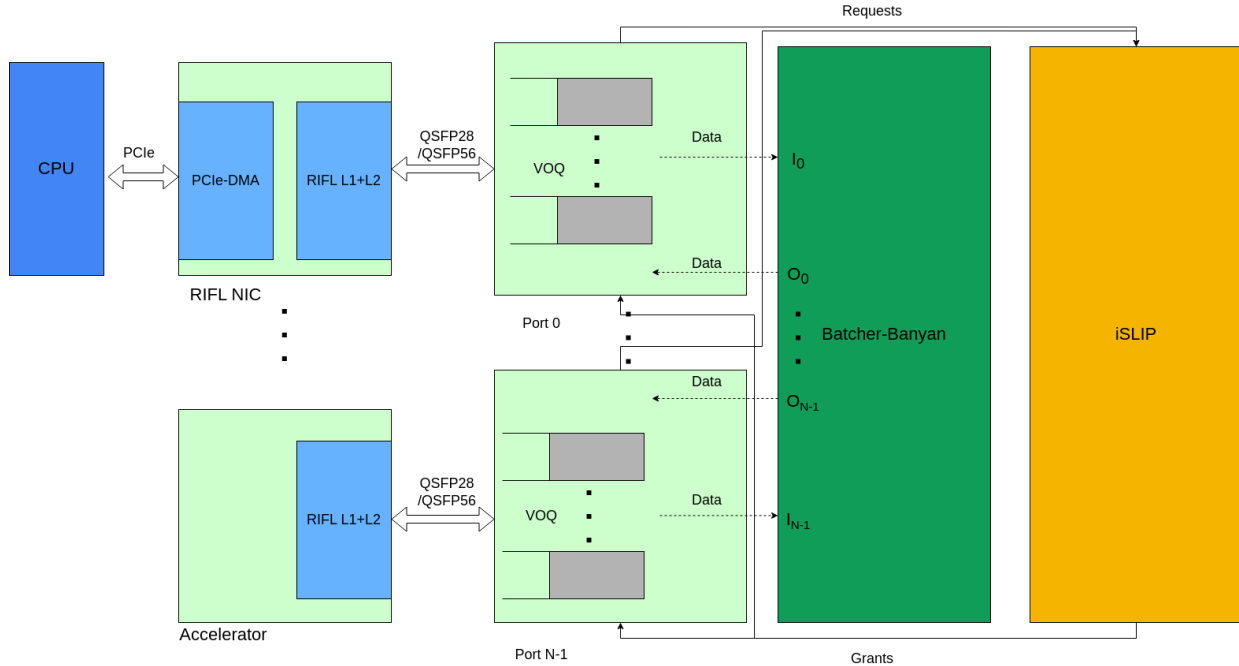 Requests
CPU
PCIe
PCIe-DMA
RIFL L1+L2
RIFL NIC
QSFP28
/QSFP56
VOQ
Data
I0
Data
O0
Port 0
Batcher-Banyan
iSLIP
Data
ON-1
RIFL L1+L2
Accelerator
QSFP28
/QSFP56
VOQ
Data
IN-1
Port N-1
Grants